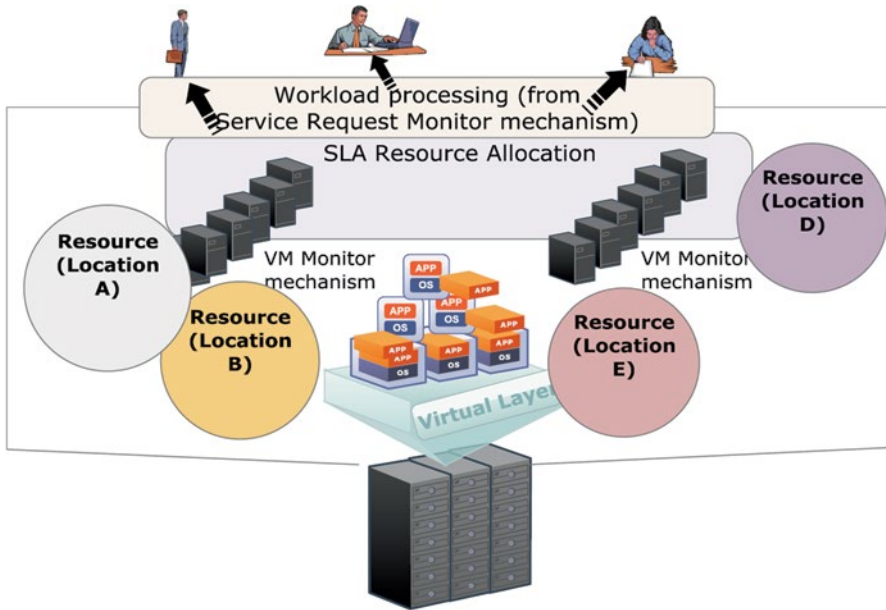 Workload processing (from
Service Request Monitor mechanism)
SLA Resource Allocation
Resource
(Location
D)
Resource
(Location
A)
VM Monitor
mechanism
VM Monitor
mechanism
Resource
(Location
B)
Resource
(Location
E)
APP
OS
APP
APP
OS
APP
OS
APP
APP
APP
OS
APP
APP
OS
APP
APP
OS
Virtual Layer